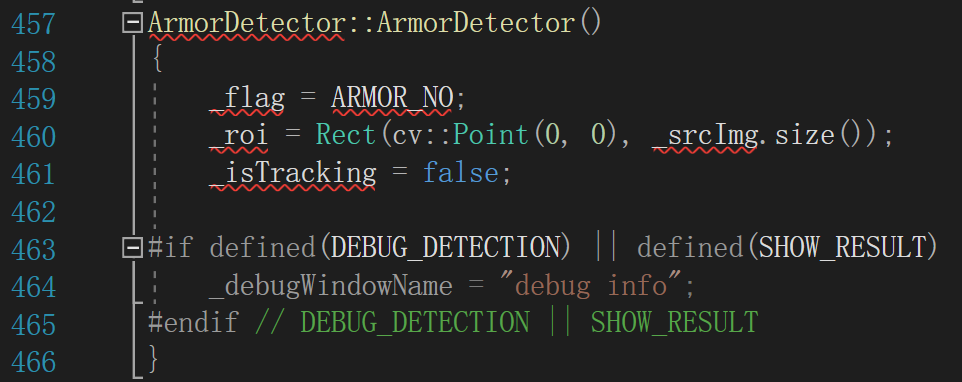 457 ArmorDetector::ArmorDetector()
458 {
459 _flag = ARMOR_NO;
460 _roi = Rect(cv::Point(0, 0), _srcImg.size());
461 _isTracking = false;
462
463 #if defined(DEBUG_DETECTION) || defined(SHOW_RESULT)
464 _debugWindowName = "debug info";
465 #endif // DEBUG_DETECTION || SHOW_RESULT
466 }